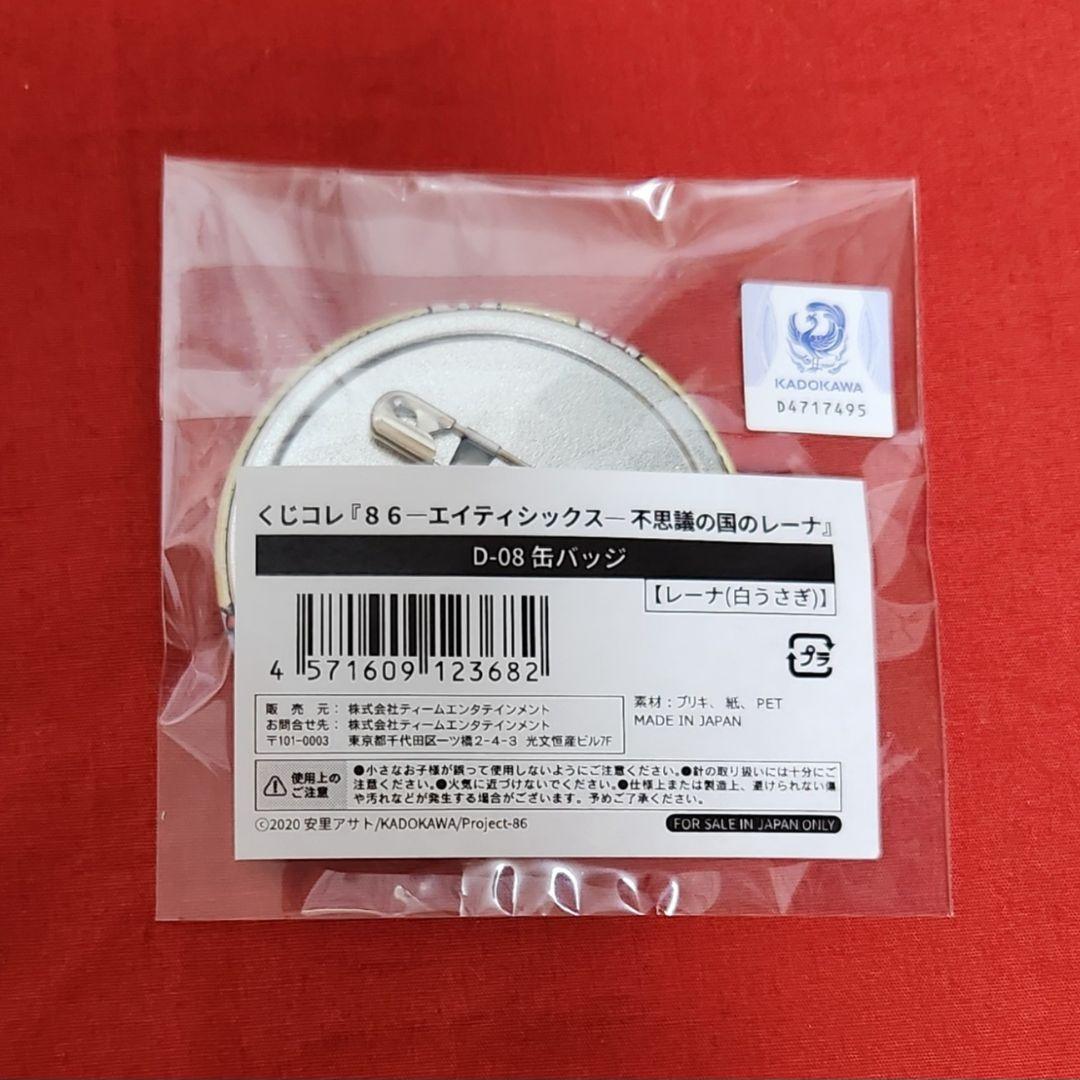 KADOKAWA
D4717495
くじコレ『８６―エイティシックス― 不思議の国のレーナ』
D-08 缶バッジ
【レーナ(白うさぎ)】
4 571609 123682
プラ
販売元： 株式会社ティームエンタテインメント
お問合せ先： 株式会社ティームエンタテインメント
〒101-0003 東京都千代田区一ツ橋2-4-3 光文恒産ビル7F
素材：ブリキ、紙、PET
MADE IN JAPAN
使用上の
ご注意
●小さなお子様が誤って使用しないようにご注意ください。●針の取り扱いには十分にご
注意ください。●火気に近づけないでください。●仕様上または製造上、避けられない傷
や汚れなどが発生する場合がございます。予めご了承ください。
©2020 安里アサト/KADOKAWA/Project-86
FOR SALE IN JAPAN ONLY